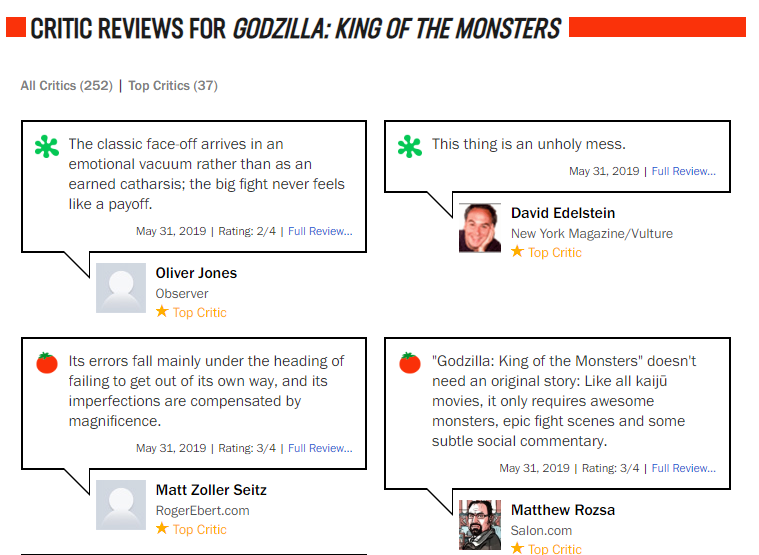 CRITIC REVIEWS FOR GODZILLA: KING OF THE MONSTERS
All Critics (252) | Top Critics (37)
The classic face-off arrives in an
emotional vacuum rather than as an
earned catharsis; the big fight never feels
like a payoff.
May 31, 2019 | Rating: 2/4 | Full Review...
Oliver Jones
Observer
Top Critic
This thing is an unholy mess.
May 31, 2019 | Full Review...
David Edelstein
New York Magazine/Vulture
Top Critic
Its errors fall mainly under the heading of
failing to get out of its own way, and its
imperfections are compensated by
magnificence.
May 31, 2019 | Rating: 3/4 | Full Review...
Matt Zoller Seitz
RogerEbert.com
Top Critic
"Godzilla: King of the Monsters" doesn't
need an original story: Like all kaijū
movies, it only requires awesome
monsters, epic fight scenes and some
subtle social commentary.
May 31, 2019 | Rating: 3/4 | Full Review...
Matthew Rozsa
Salon.com
Top Critic